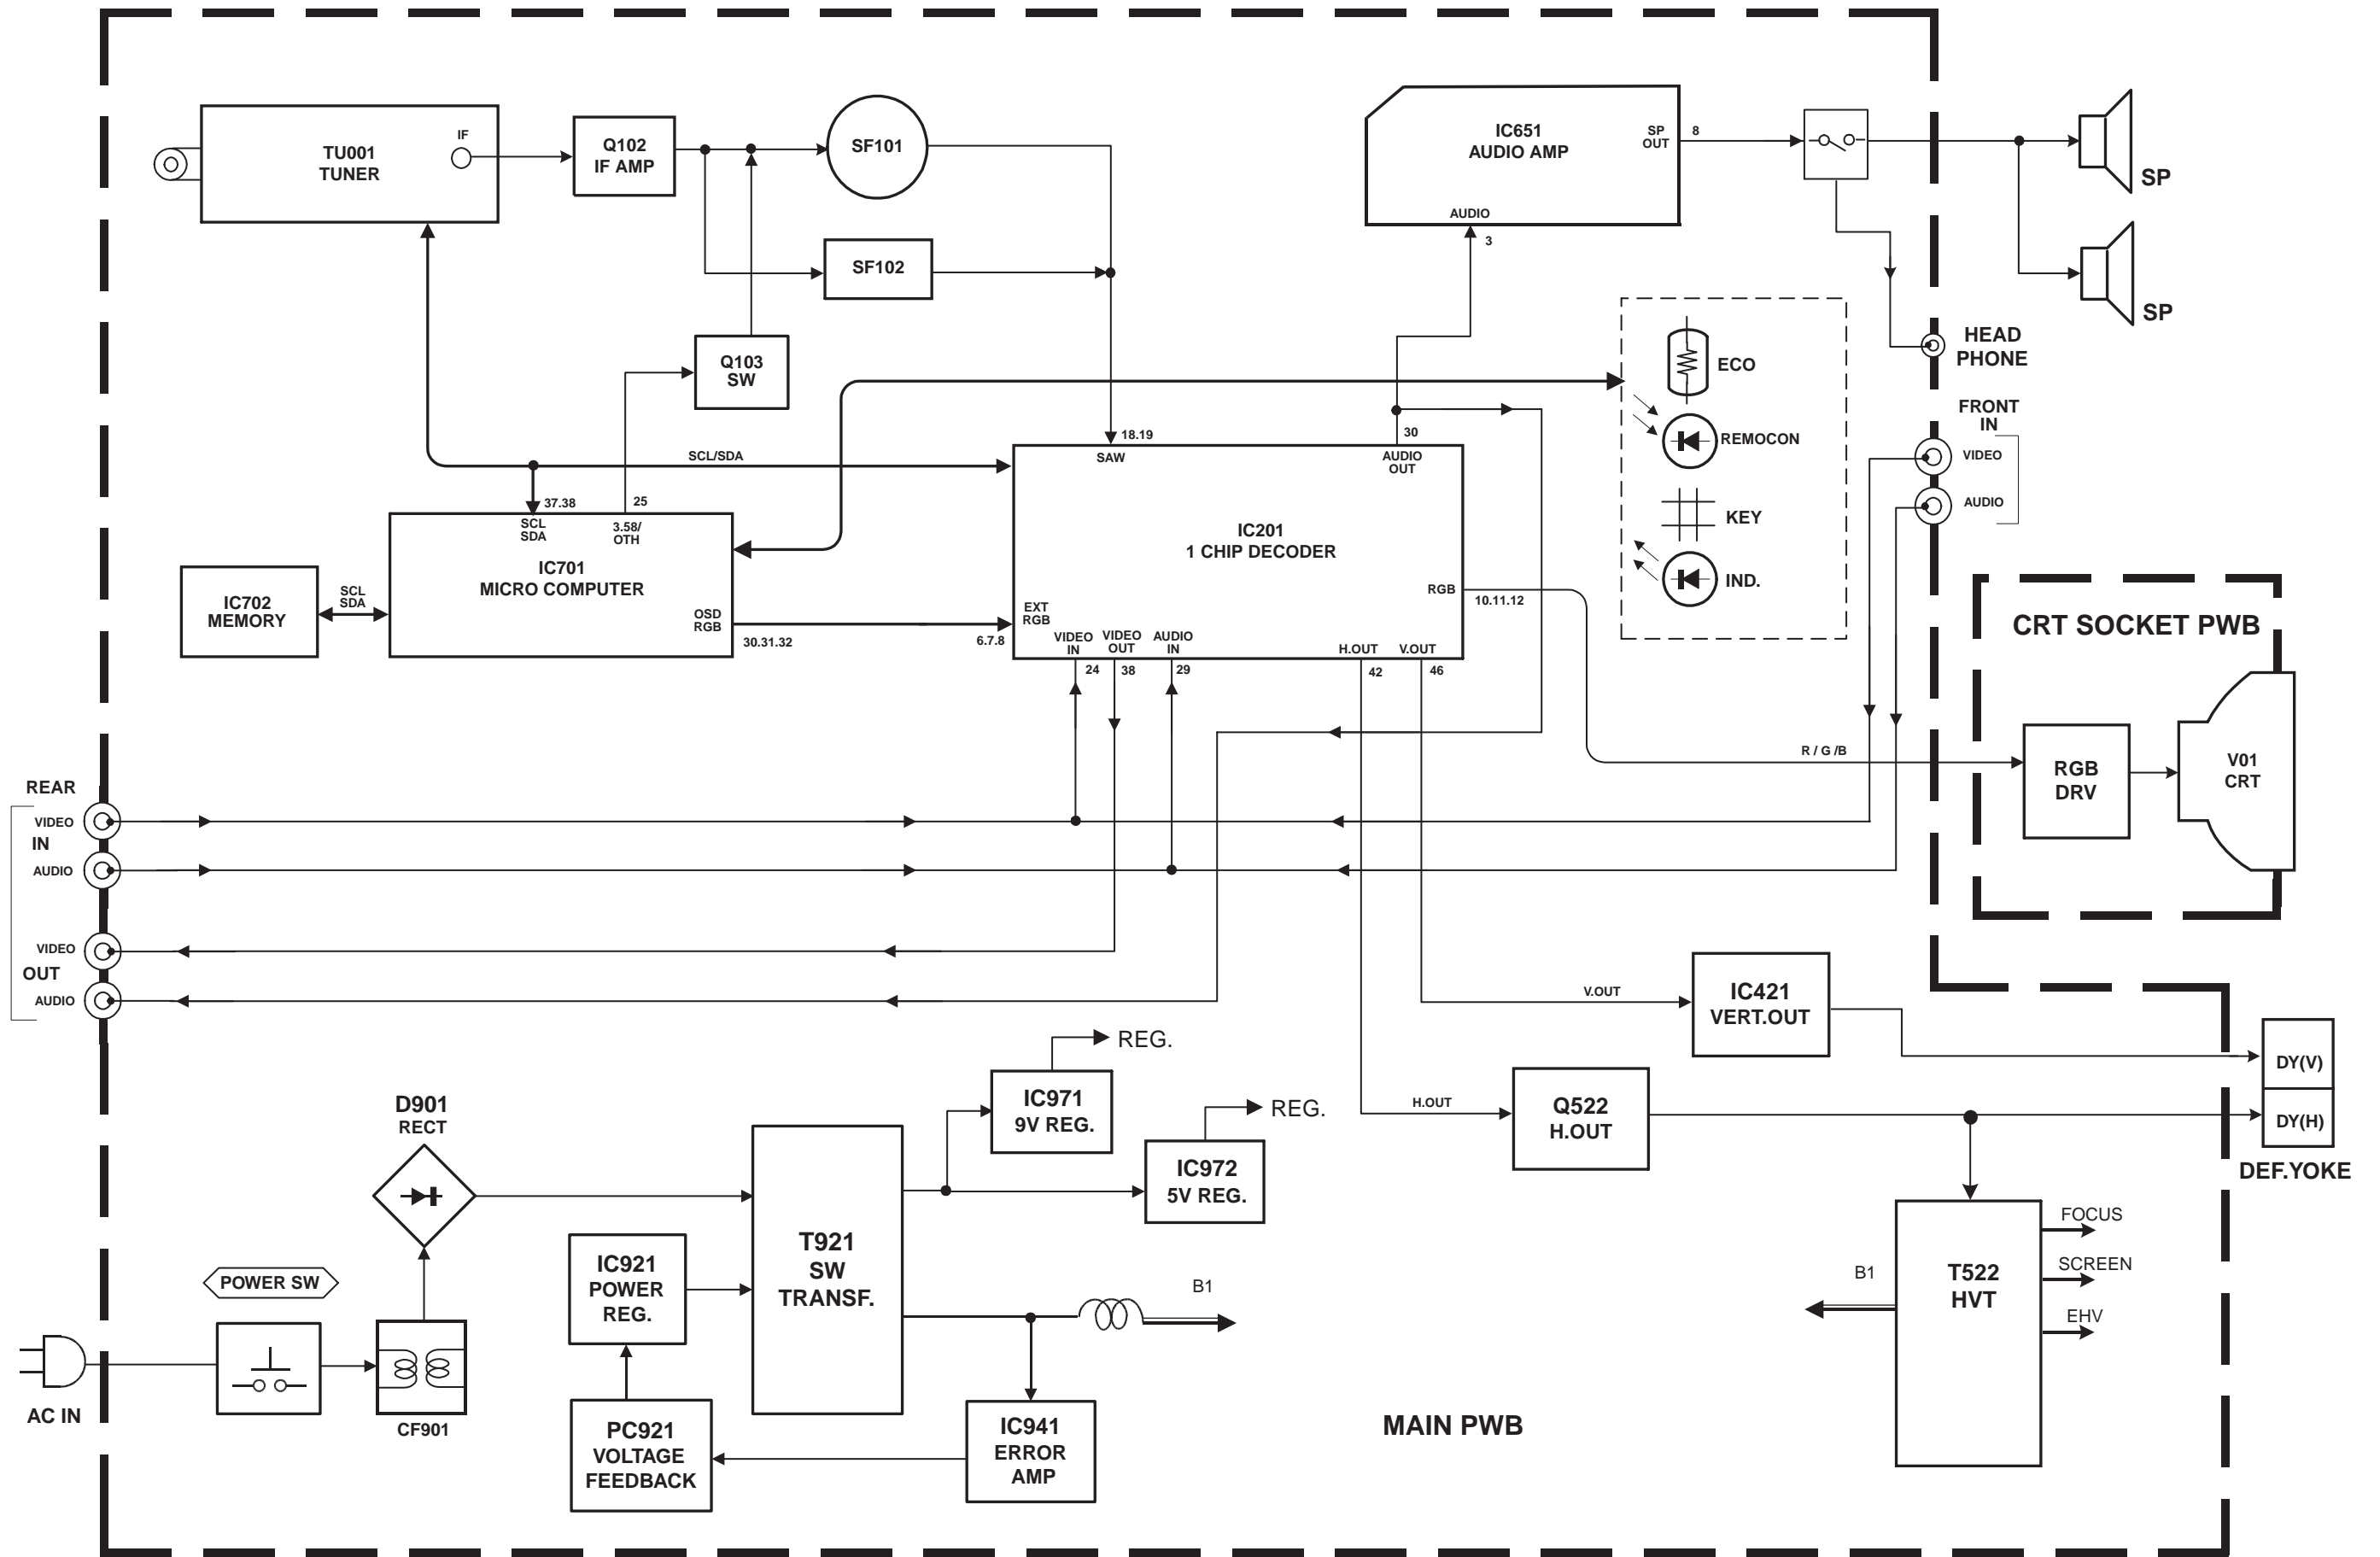 TU001
TUNER
IF
Q102
IF AMP
SF101
SF102
Q103
SW
IC651
AUDIO AMP
SP
OUT
8
AUDIO
3
SP
SP
HEAD
PHONE
FRONT
IN
VIDEO
AUDIO
ECO
REMOCON
KEY
IND.
SCL/SDA
37.38
25
SCL
SDA
3.58/
OTH
IC701
MICRO COMPUTER
OSD
RGB
30.31.32
IC702
MEMORY
SCL
SDA
18.19
SAW
30
AUDIO
OUT
IC201
1 CHIP DECODER
RGB
10.11.12
EXT
RGB
6.7.8
VIDEO
IN
VIDEO
OUT
AUDIO
IN
H.OUT
V.OUT
24
38
29
42
46
CRT SOCKET PWB
R / G /B
RGB
DRV
V01
CRT
REAR
VIDEO
IN
AUDIO
VIDEO
OUT
AUDIO
V.OUT
IC421
VERT.OUT
H.OUT
Q522
H.OUT
DY(V)
DY(H)
DEF.YOKE
REG.
IC971
9V REG.
REG.
IC972
5V REG.
D901
RECT
T921
SW
TRANSF.
IC921
POWER
REG.
POWER SW
AC IN
CF901
PC921
VOLTAGE
FEEDBACK
IC941
ERROR
AMP
B1
MAIN PWB
B1
T522
HVT
FOCUS
SCREEN
EHV